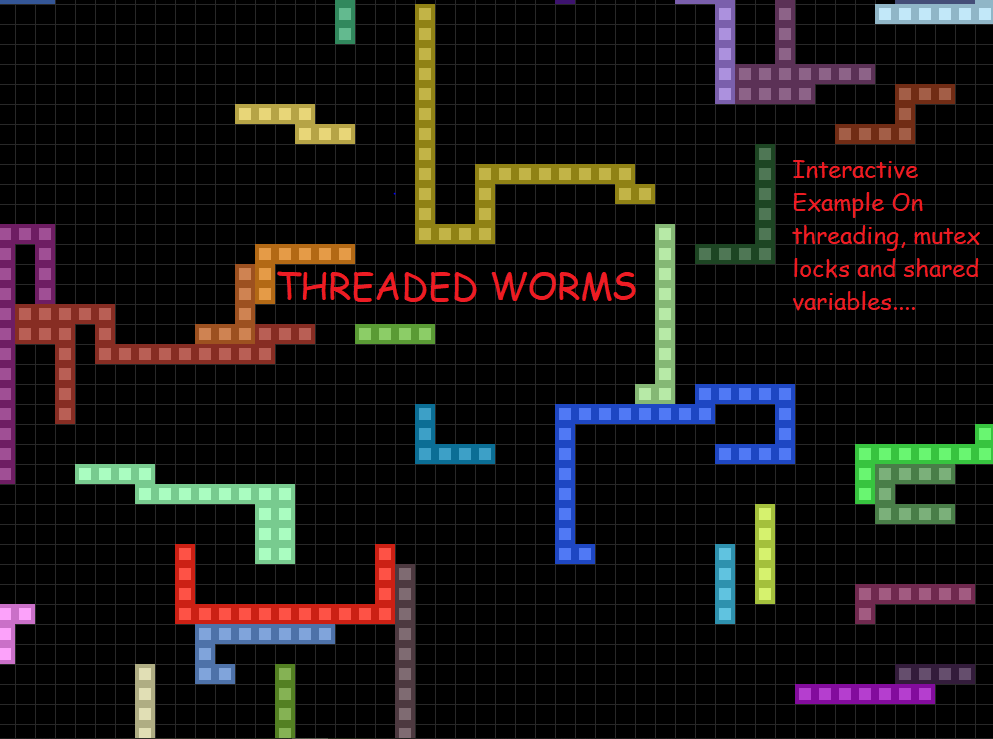 THREADED WORMS
Interactive
Example On
threading, mutex
locks and shared
variables....